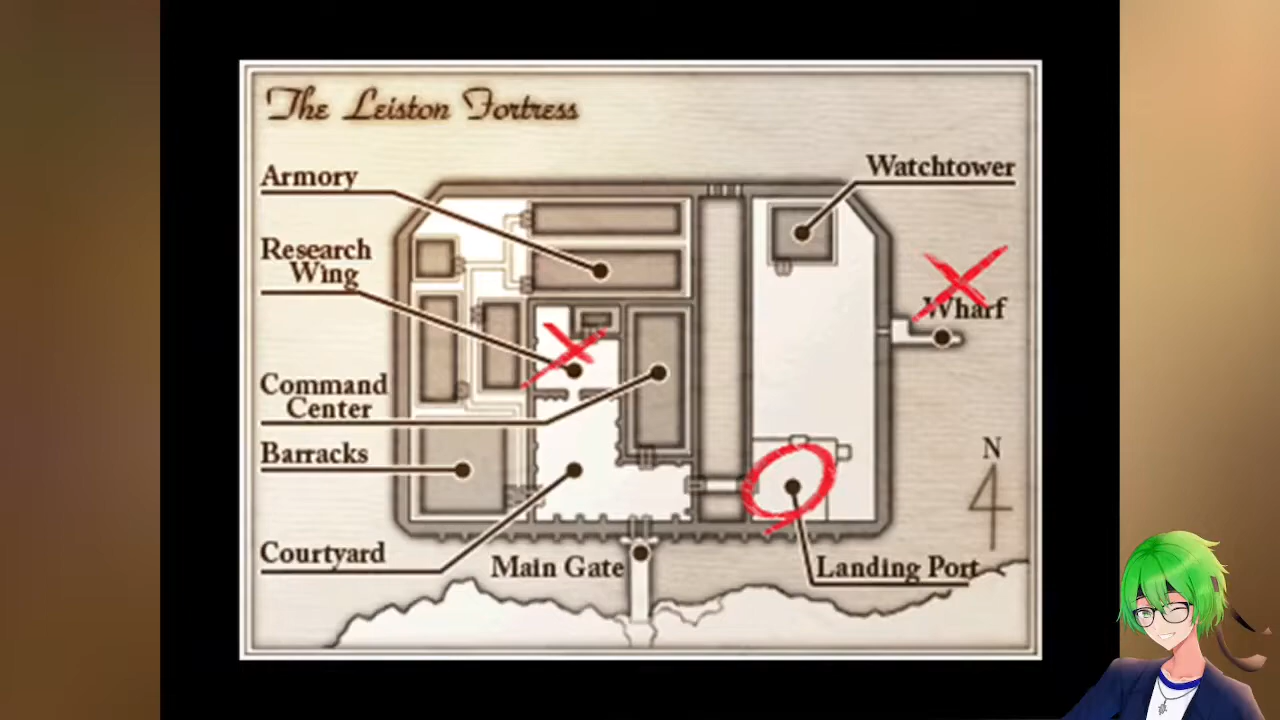 The Leiston Fortress
Watchtower
Armory
Research
Wing
Wharf
Command
Center
Barracks
N
Courtyard
Main Gate
Landing Port